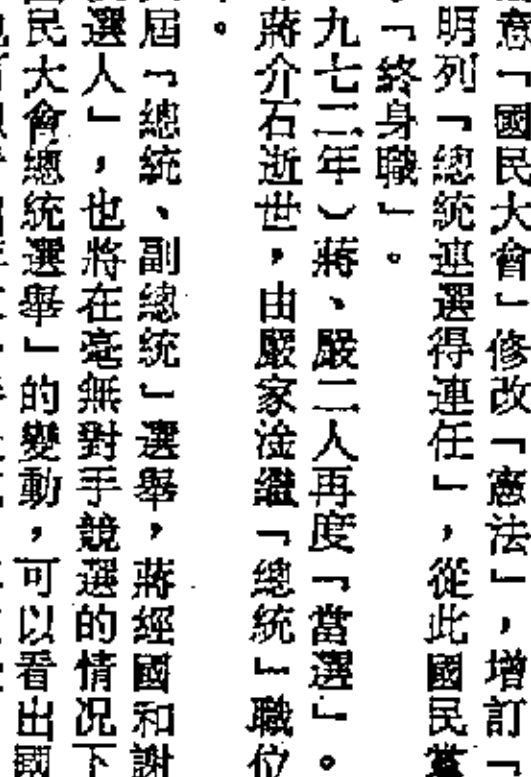 意「國民大會」修改「憲法」,增訂「
明列「總統連選得連任」,從此國民黨
「終身職」。
九七二年)蔣、嚴二人再度「當選」。
蔣介石逝世,由嚴家淦繼「總統」職位
。
屆「總統、副總統」選舉,蔣經國和謝
選人」,也將在毫無對手競選的情况下
民大會總統選舉」的變動,可以看出國